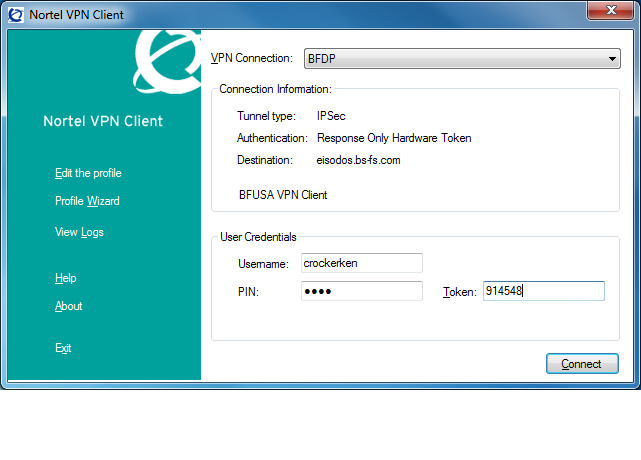 Nortel VPN Client
VPN Connection: BFDP
Connection Information:
Nortel VPN Client
Tunnel type: IPSec
Authentication: Response Only Hardware Token
Destination: eisodos.bs-fs.com
BFUSA VPN Client
Edit the profile
Profile Wizard
View Logs
User Credentials
Username: crockerken
PIN: ●●●● Token: 914548
Help
About
Exit
Connect